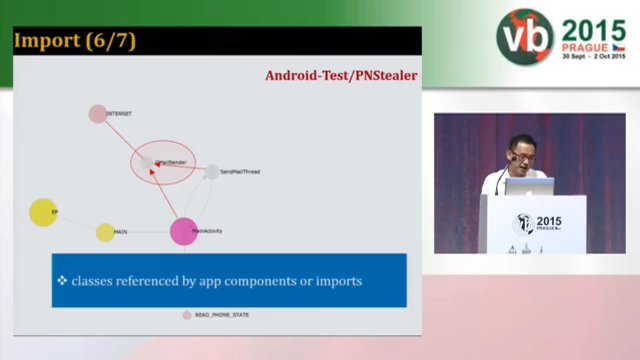 Import (6/7)
Android-Test/PNStealer
INTERNET
GMailSender
SendMailThread
EP
MAIN
MainActivity
❖ classes referenced by app components or imports
READ_PHONE_STATE
vb
2015
PRAGUE
30 Sept - 2 Oct 2015
2015
PRAGUE